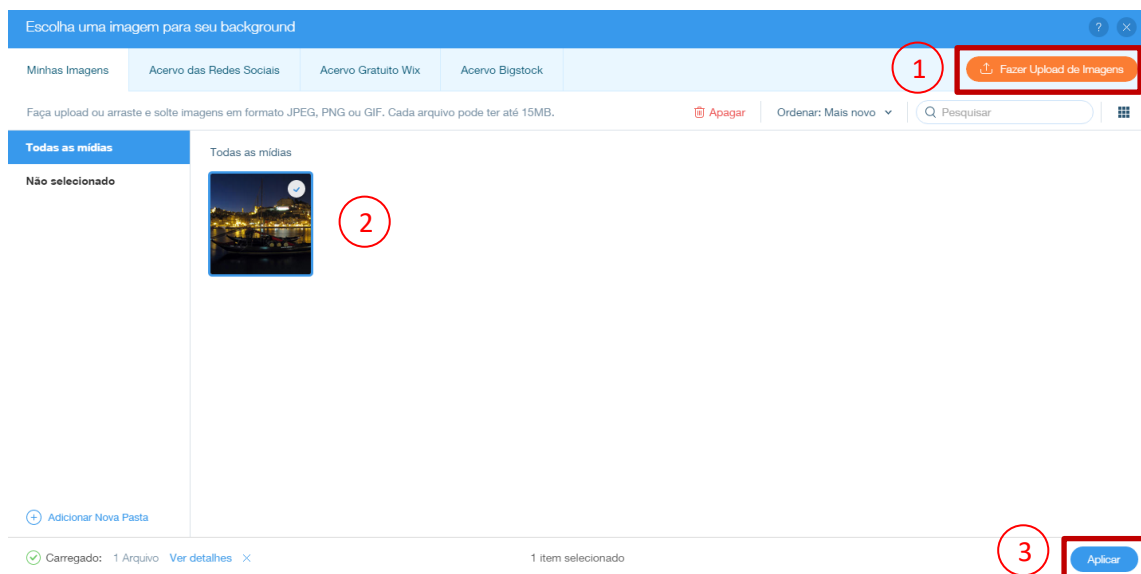 Escolha uma imagem para seu background
?
Minhas Imagens
Acervo das Redes Sociais
Acervo Gratuito Wix
Acervo Bigstock
1
Fazer Upload de Imagens
Faça upload ou arraste e solte imagens em formato JPEG, PNG ou GIF. Cada arquivo pode ter até 15MB.
Apagar
Ordenar: Mais novo
Pesquisar
Todas as mídias
Todas as mídias
Não selecionado
2
Adicionar Nova Pasta
Carregado: 1 Arquivo Ver detalhes
1 item selecionado
3
Aplicar